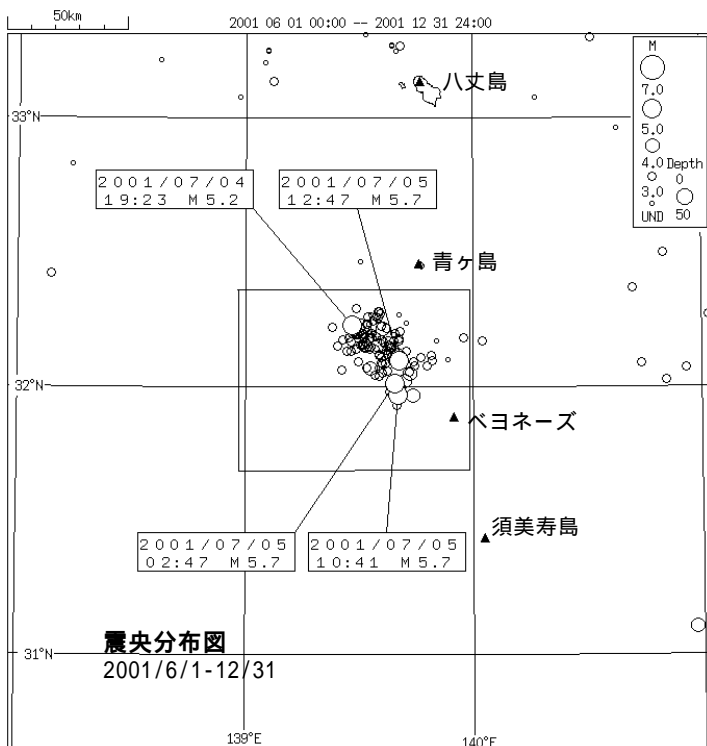 50km
2001 06 01 00:00 -- 2001 12 31 24:00
M
7.0
5.0
4.0
3.0
UND
Depth
0
50
八丈島
33°N
2001/07/04
19:23 M5.2
2001/07/05
12:47 M5.7
青ヶ島
32°N
ベヨネーズ
須美寿島
2001/07/05
02:47 M5.7
2001/07/05
10:41 M5.7
震央分布図
2001/6/1-12/31
31°N
139°E
140°E